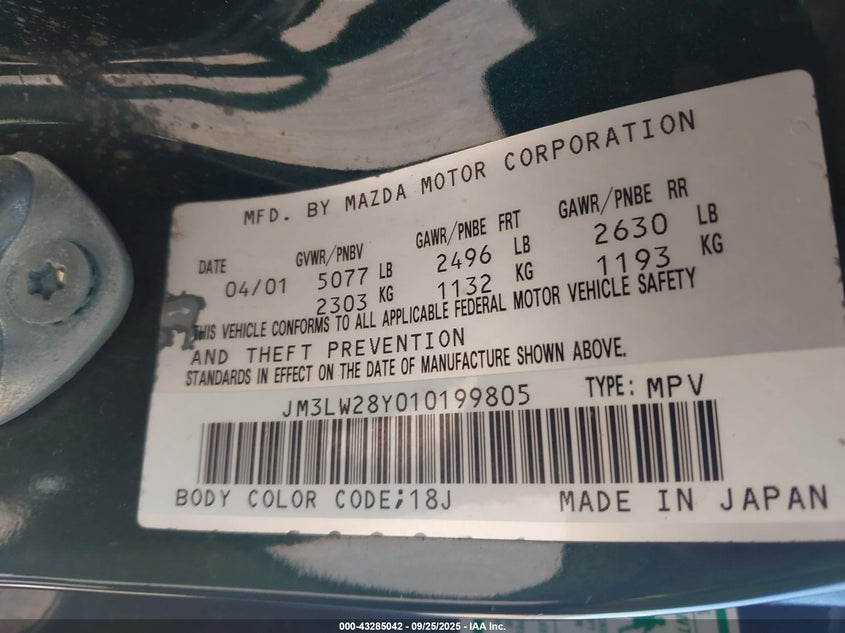 MFD. BY MAZDA MOTOR CORPORATION
DATE GVWR/PNBV GAWR/PNBE FRT GAWR/PNBE RR
04/01 5077 LB 2496 LB 2630 LB
2303 KG 1132 KG 1193 KG
THIS VEHICLE CONFORMS TO ALL APPLICABLE FEDERAL MOTOR VEHICLE SAFETY
AND THEFT PREVENTION
STANDARDS IN EFFECT ON THE DATE OF MANUFACTURE SHOWN ABOVE.
JM3LW28Y010199805 TYPE: MPV
BODY COLOR CODE;18J MADE IN JAPAN
000-43285042 - 09/25/2025 - IAA Inc.